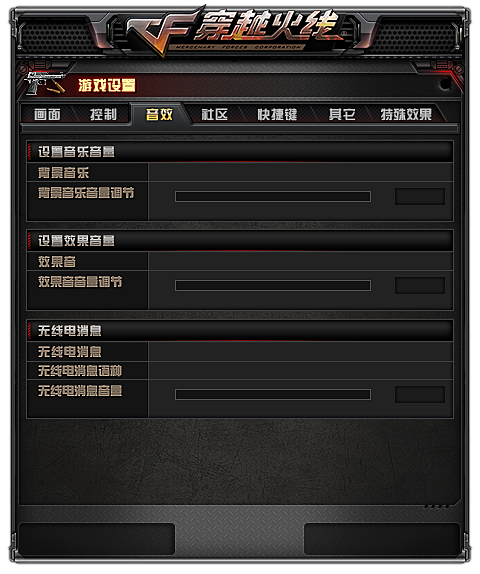 CF 穿越火线
MERCENARY FORCES CORPORATION
游戏设置
画面 控制 音效 社区 快捷键 其它 特殊效果
设置音乐音量
背景音乐
背景音乐音量调节
设置效果音量
效果音
效果音音量调节
无线电消息
无线电消息
无线电消息语种
无线电消息音量